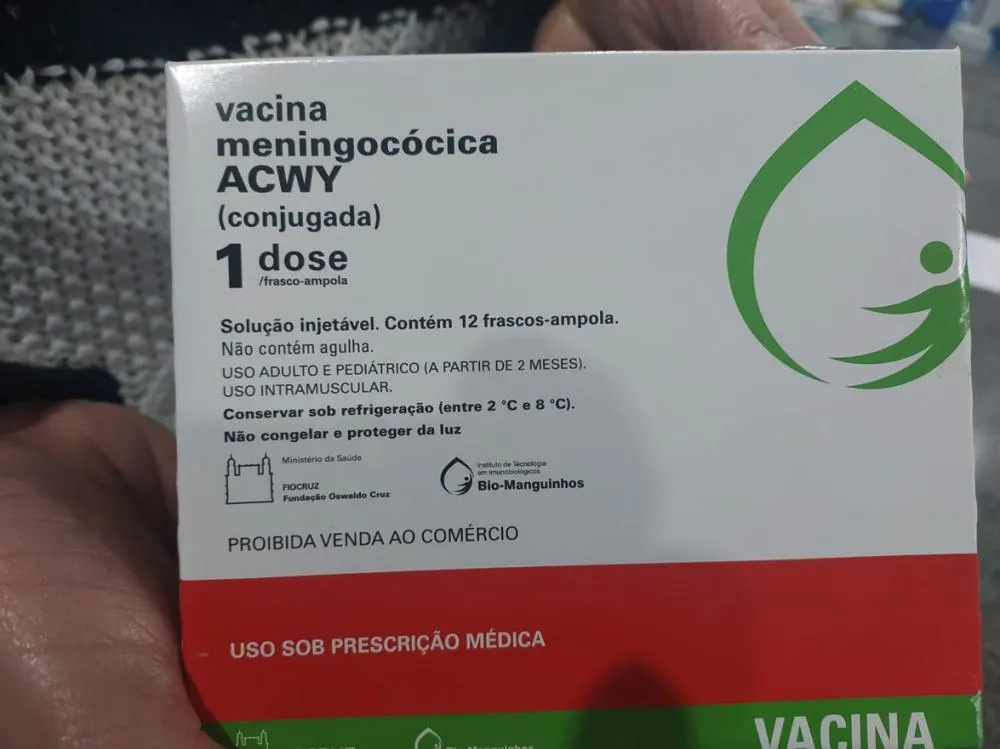 vacina
meningocócica
ACWY
(conjugada)
1 dose
/frasco-ampola
Solução injetável. Contém 12 frascos-ampola.
Não contém agulha.
USO ADULTO E PEDIÁTRICO (A PARTIR DE 2 MESES).
USO INTRAMUSCULAR.
Conservar sob refrigeração (entre 2 °C e 8 °C).
Não congelar e proteger da luz
Ministério da Saúde
FIOCRUZ
Fundação Oswaldo Cruz
Instituto de Tecnologia
em Imunobiológicos
Bio-Manguinhos
PROIBIDA VENDA AO COMÉRCIO
USO SOB PRESCRIÇÃO MÉDICA
Bio-Manguinhos
VACINA